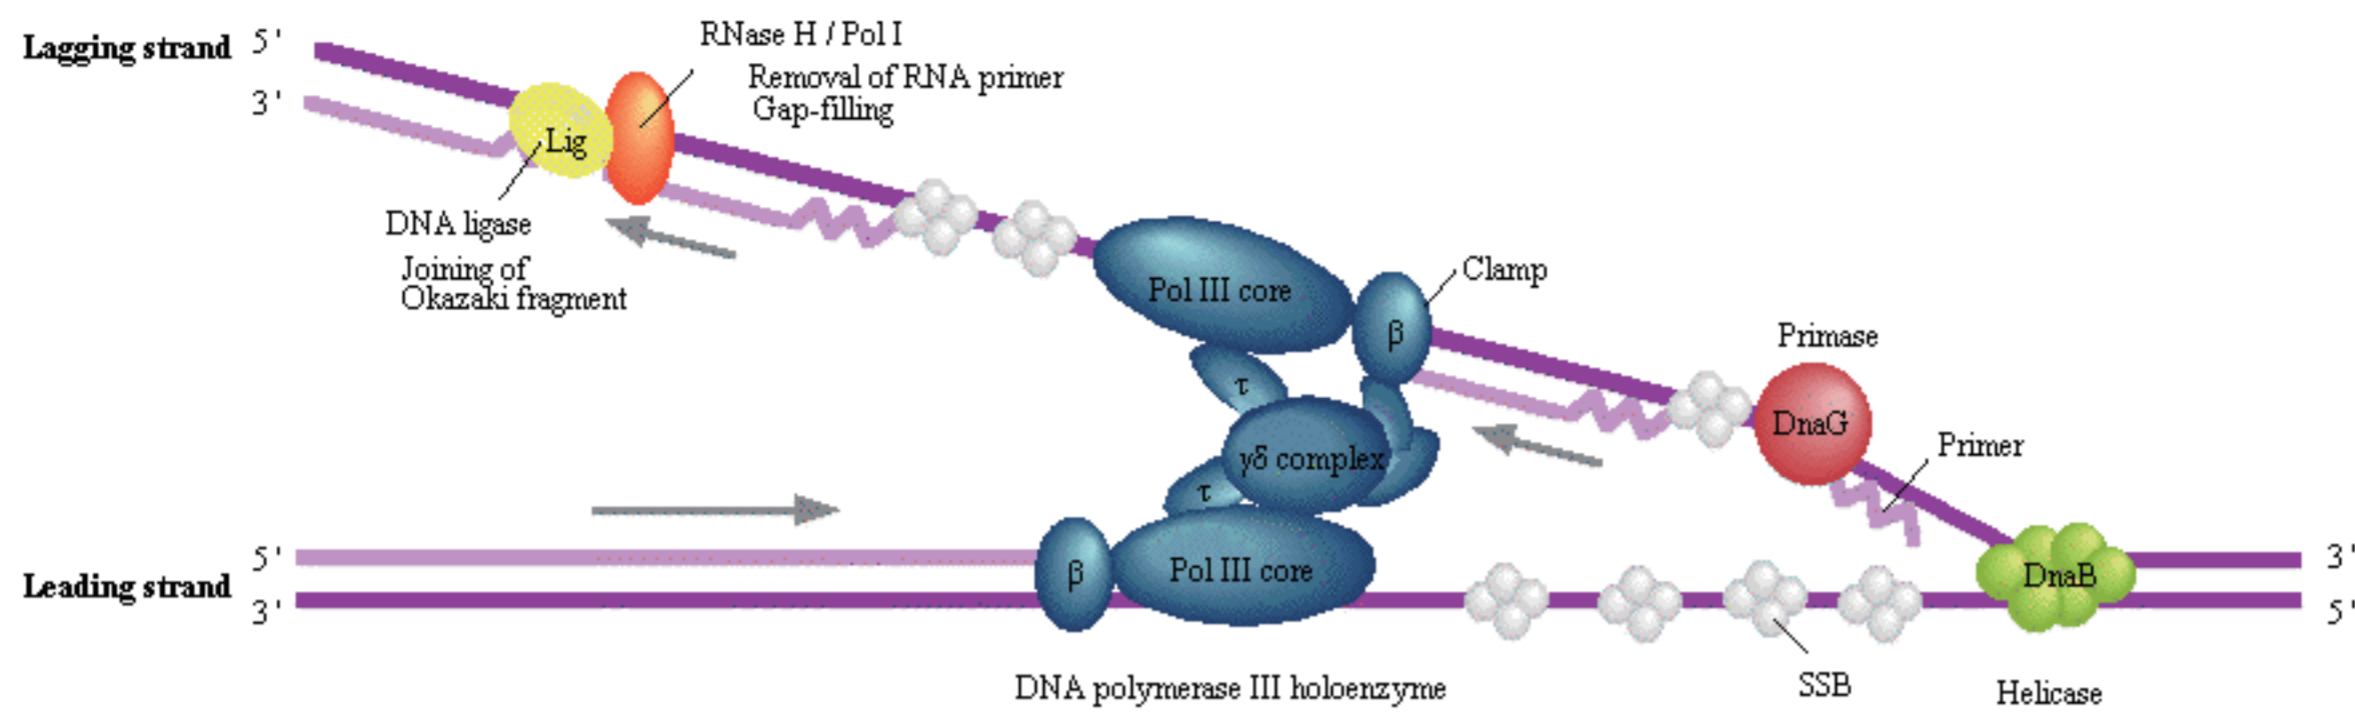 Lagging strand
5'
3'
RNase H / Pol I
Removal of RNA primer
Gap-filling
Lig
DNA ligase
Joining of
Okazaki fragment
Pol III core
Clamp
β
τ
γδ complex
τ
Primase
DnaG
Primer
Leading strand
5'
3'
β
Pol III core
DnaB
3'
5'
DNA polymerase III holoenzyme
SSB
Helicase